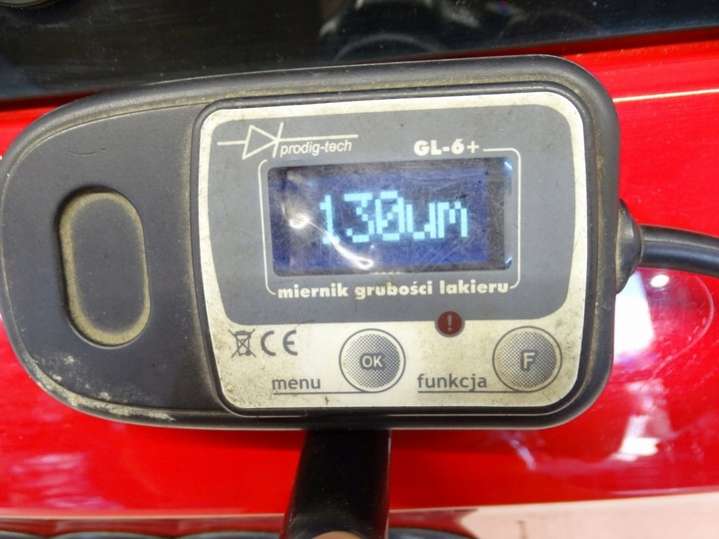 prodig-tech
GL-6+
130um
miernik grubości lakieru
CE
!
OK
F
menu
funkcja